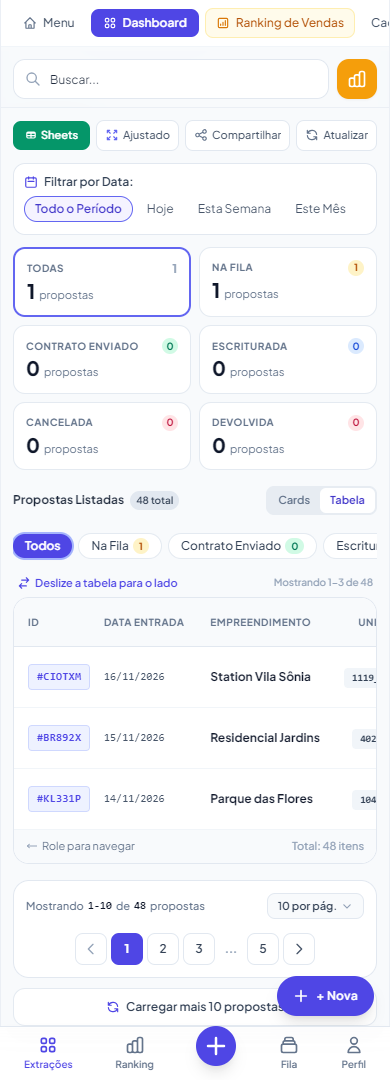 Menu Dashboard Ranking de Vendas Ca
Buscar...
Sheets Ajustado Compartilhar Atualizar
Filtrar por Data:
Todo o Período Hoje Esta Semana Este Mês
TODAS 1 NA FILA 1
1 propostas 1 propostas
CONTRATO ENVIADO 0 ESCRITURADA 0
0 propostas 0 propostas
CANCELADA 0 DEVOLVIDA 0
0 propostas 0 propostas
Propostas Listadas 48 total Cards Tabela
Todos Na Fila 1 Contrato Enviado 0 Escritu
Deslize a tabela para o lado Mostrando 1–3 de 48
ID DATA ENTRADA EMPREENDIMENTO UNI
#CIOTXM 16/11/2026 Station Vila Sônia 1119_
#BR892X 15/11/2026 Residencial Jardins 402
#KL331P 14/11/2026 Parque das Flores 104
← Role para navegar Total: 48 itens
Mostrando 1-10 de 48 propostas 10 por pág.
1 2 3 ... 5
Carregar mais 10 propostas
+ Nova
Extrações Ranking Fila Perfil